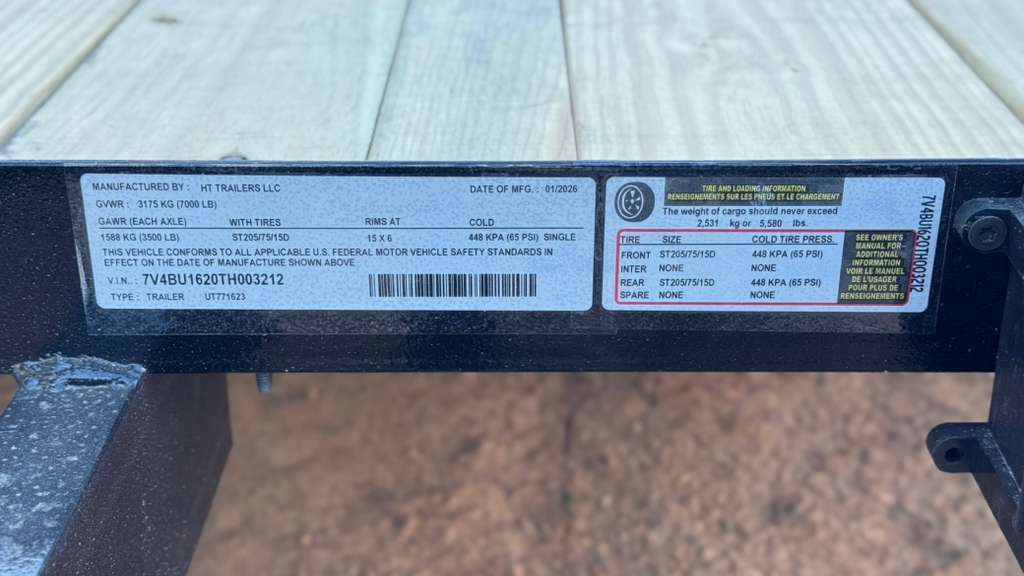 MANUFACTURED BY : HT TRAILERS LLC DATE OF MFG. : 01/2026
GVWR : 3175 KG (7000 LB)
GAWR (EACH AXLE) WITH TIRES RIMS AT COLD
1588 KG (3500 LB) ST205/75/15D 15 X 6 448 KPA (65 PSI) SINGLE
THIS VEHICLE CONFORMS TO ALL APPLICABLE U.S. FEDERAL MOTOR VEHICLE SAFETY STANDARDS IN
EFFECT ON THE DATE OF MANUFACTURE SHOWN ABOVE
V.I.N. : 7V4BU1620TH003212
TYPE : TRAILER UT771623
TIRE AND LOADING INFORMATION
RENSEIGNEMENTS SUR LES PNEUS ET LE CHARGEMENT
The weight of cargo should never exceed
2,531 kg or 5,580 lbs.
TIRE SIZE COLD TIRE PRESS.
FRONT ST205/75/15D 448 KPA (65 PSI)
INTER NONE NONE
REAR ST205/75/15D 448 KPA (65 PSI)
SPARE NONE NONE
SEE OWNER'S
MANUAL FOR
ADDITIONAL
INFORMATION
VOIR LE MANUEL
DE L'USAGER
POUR PLUS DE
RENSEIGNEMENTS
7V4BU1620TH003212